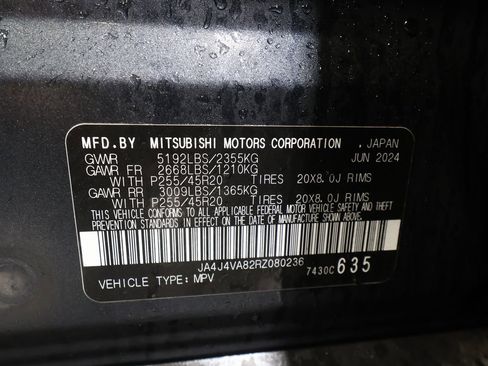 MFD.BY MITSUBISHI MOTORS CORPORATION , JAPAN
GVWR 5192LBS/2355KG JUN 2024
GAWR FR 2668LBS/1210KG
WITH P255/45R20 TIRES 20X8.0J RIMS
GAWR RR 3009LBS/1365KG
WITH P255/45R20 TIRES 20X8.0J RIMS
THIS VEHICLE CONFORMS TO ALL APPLICABLE FEDERAL MOTOR VEHICLE SAFETY AND THEFT
PREVENTION STANDARDS IN EFFECT ON THE DATE OF MANUFACTURE SHOWN ABOVE.
JA4J4VA82RZ080236
VEHICLE TYPE: MPV 7430C 635